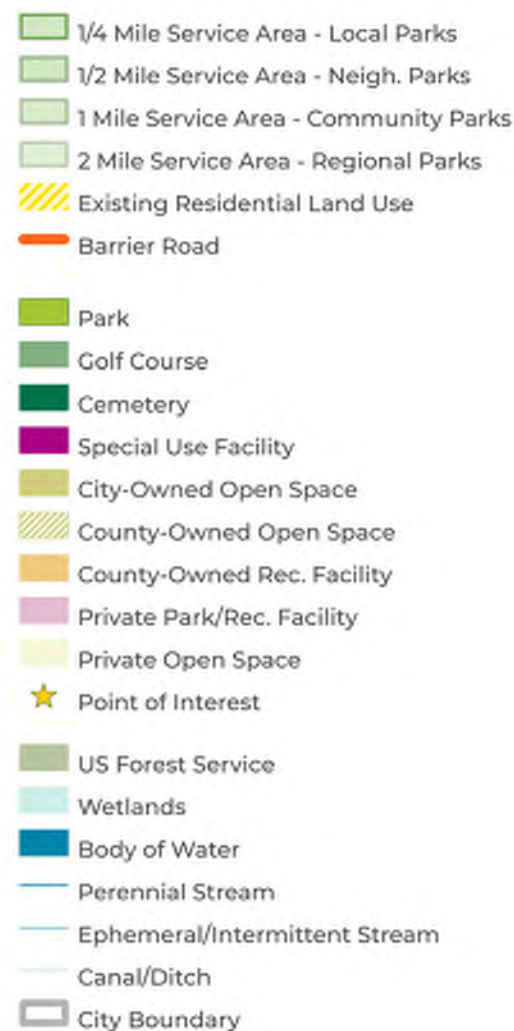 1/4 Mile Service Area - Local Parks
1/2 Mile Service Area - Neigh. Parks
1 Mile Service Area - Community Parks
2 Mile Service Area - Regional Parks
Existing Residential Land Use
Barrier Road
Park
Golf Course
Cemetery
Special Use Facility
City-Owned Open Space
County-Owned Open Space
County-Owned Rec. Facility
Private Park/Rec. Facility
Private Open Space
Point of Interest
US Forest Service
Wetlands
Body of Water
Perennial Stream
Ephemeral/Intermittent Stream
Canal/Ditch
City Boundary